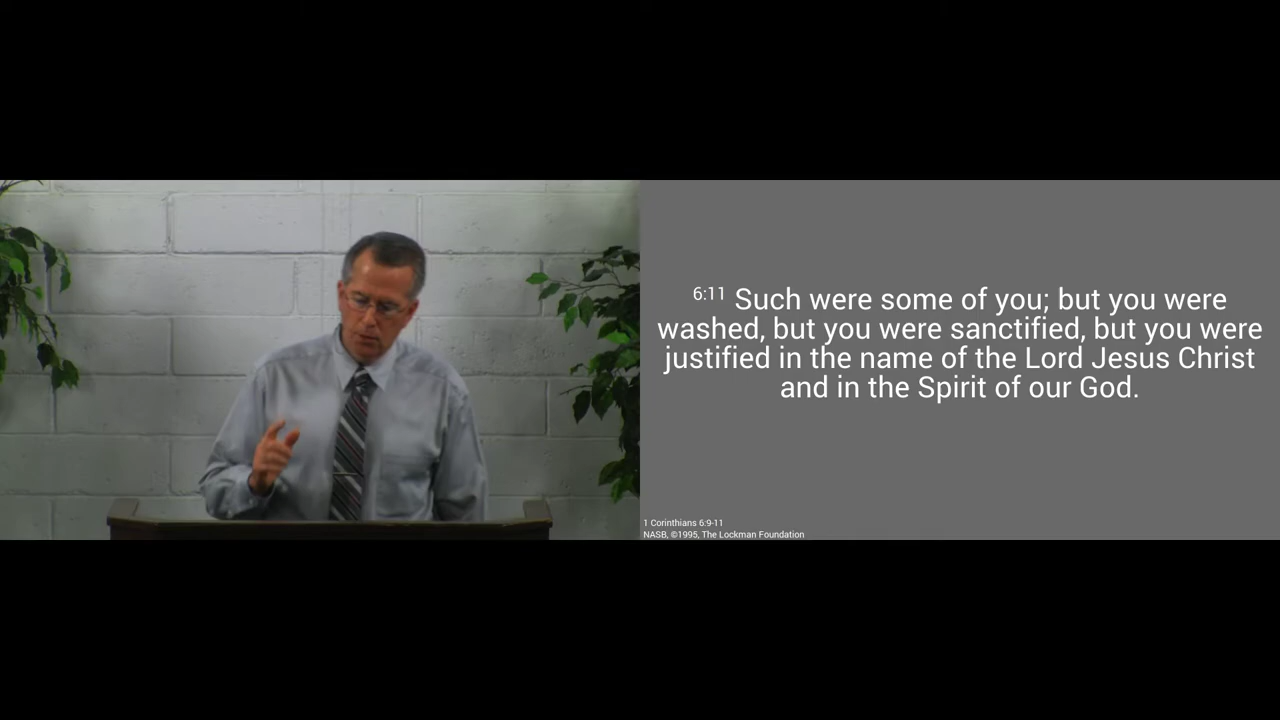 6:11 Such were some of you; but you were
washed, but you were sanctified, but you were
justified in the name of the Lord Jesus Christ
and in the Spirit of our God.
1 Corinthians 6:9-11
NASB, ©1995, The Lockman Foundation